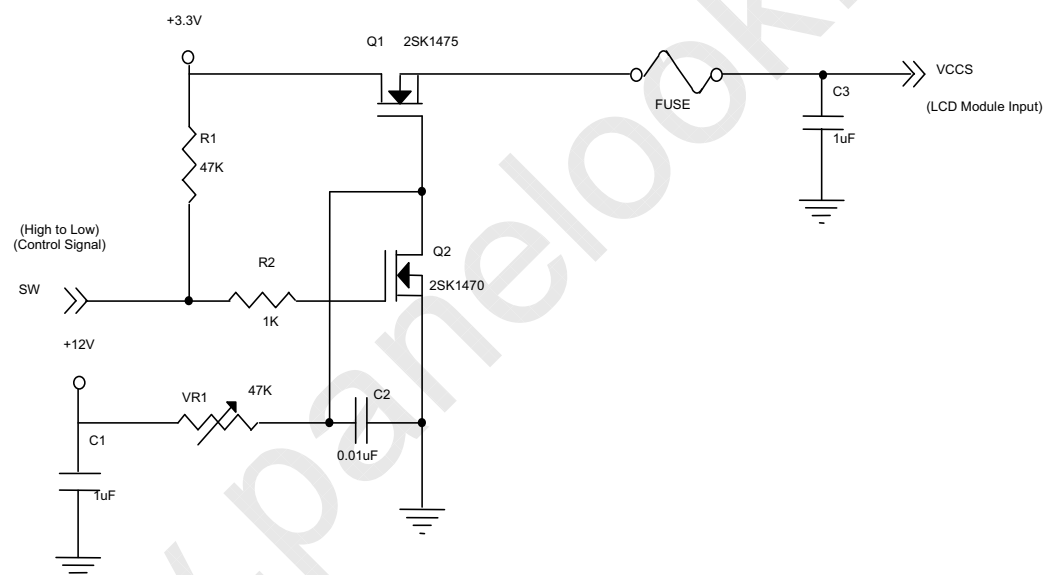 +3.3V
Q1 2SK1475
VCCS
FUSE
C3
(LCD Module Input)
1uF
R1
47K
(High to Low)
(Control Signal)
SW
R2
1K
Q2
2SK1470
+12V
VR1
47K
C2
C1
0.01uF
1uF
panelook